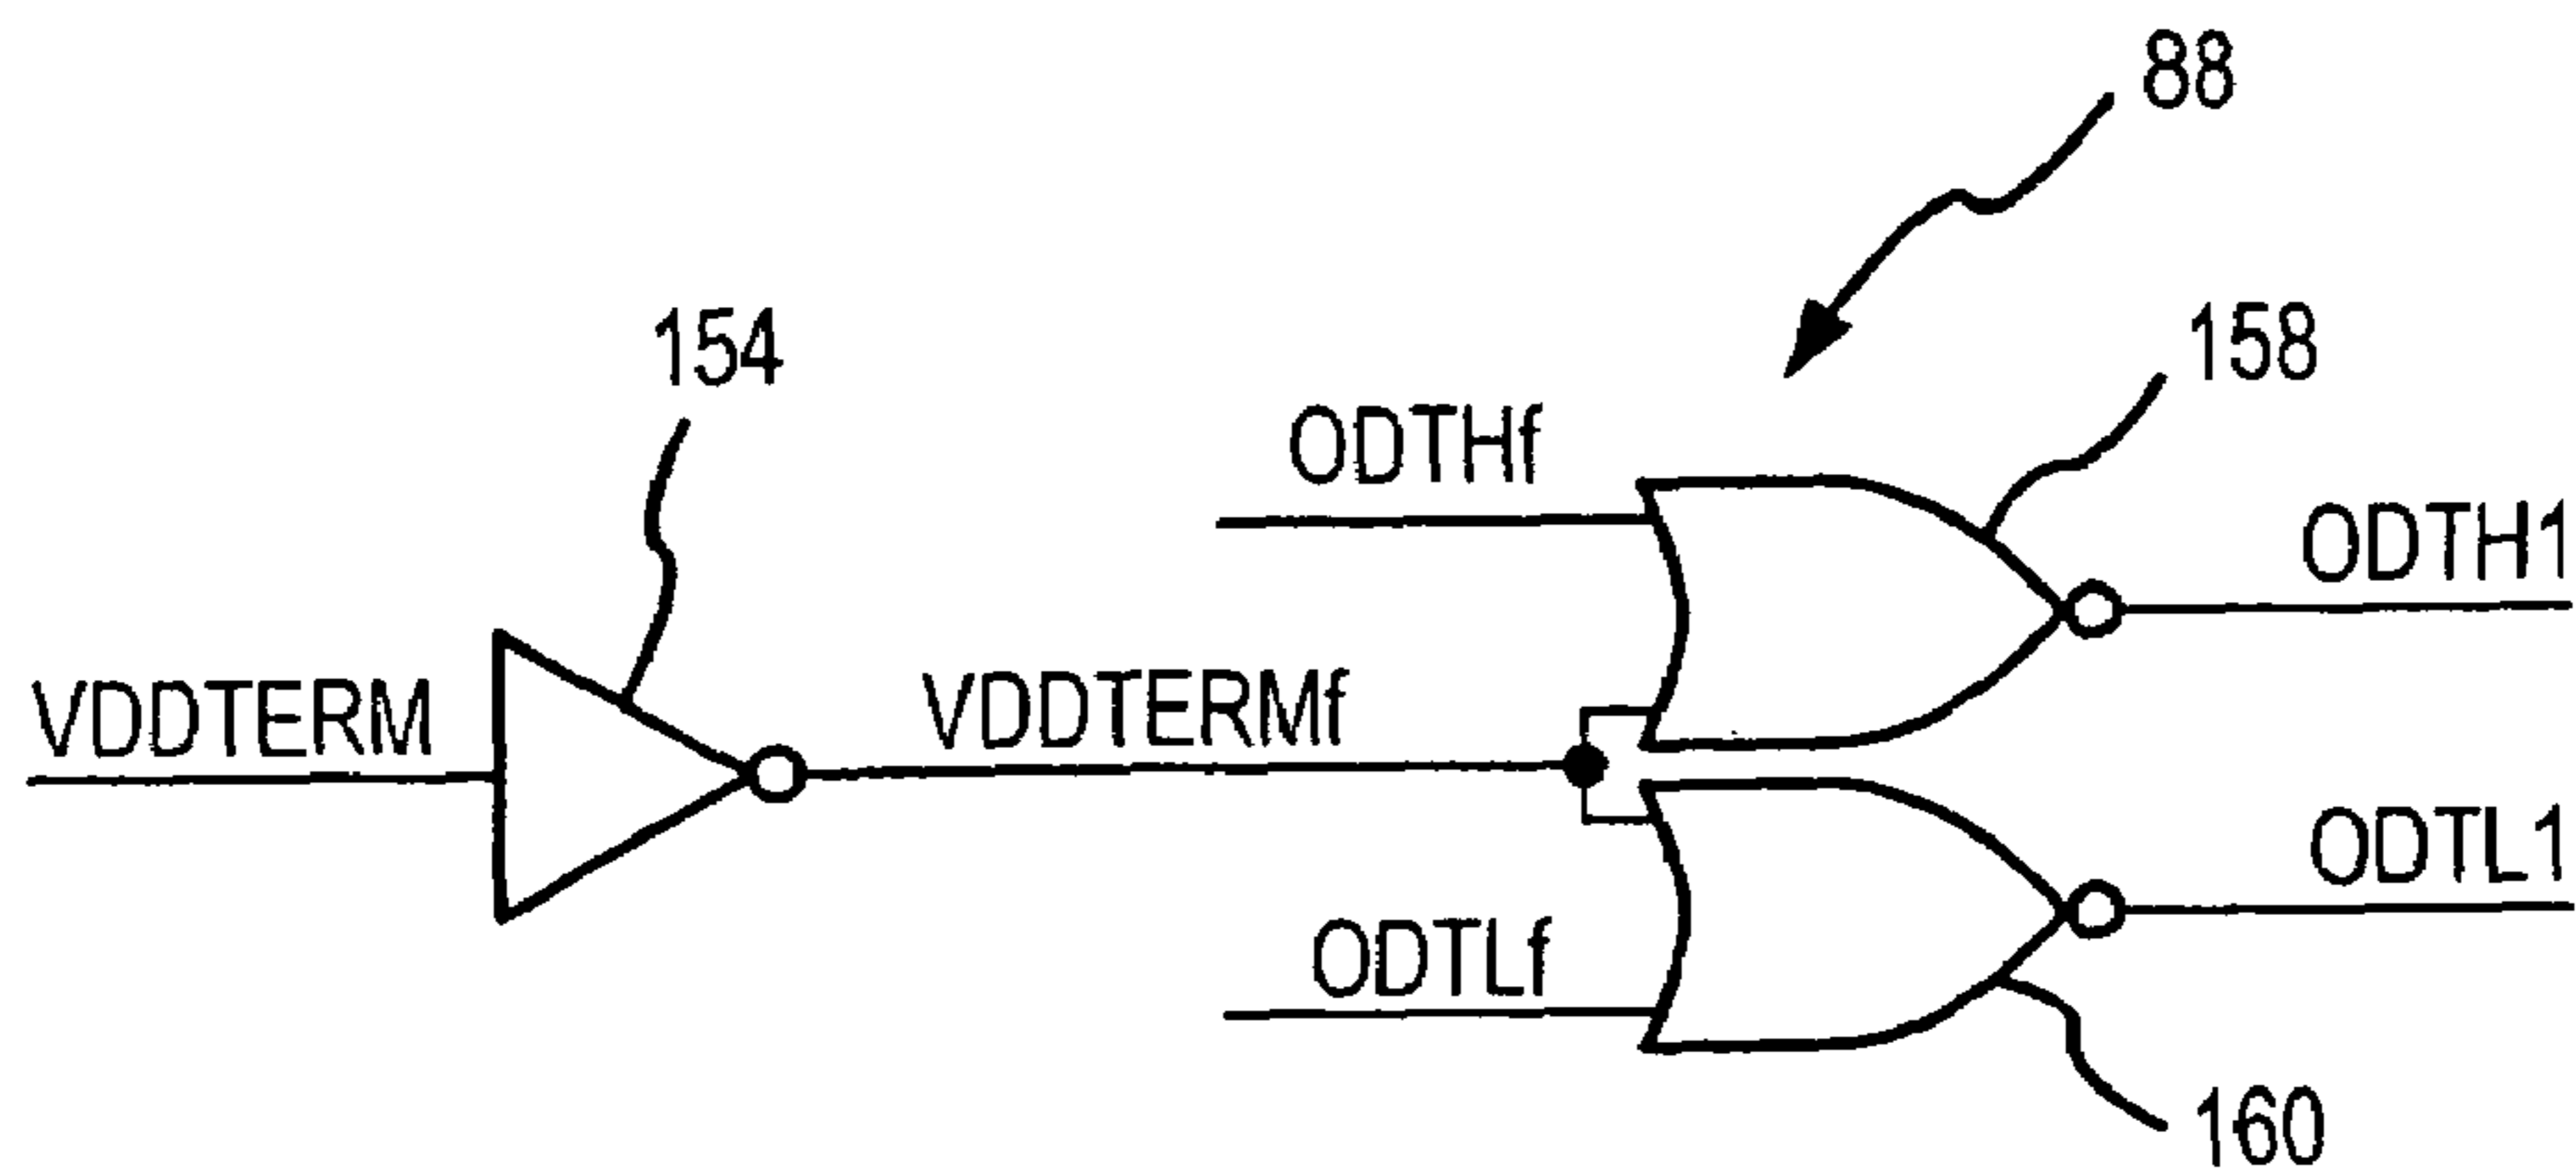 88
154
158
ODTHf
ODTH1
VDDTERM
VDDTERMf
ODTL1
ODTLf
160